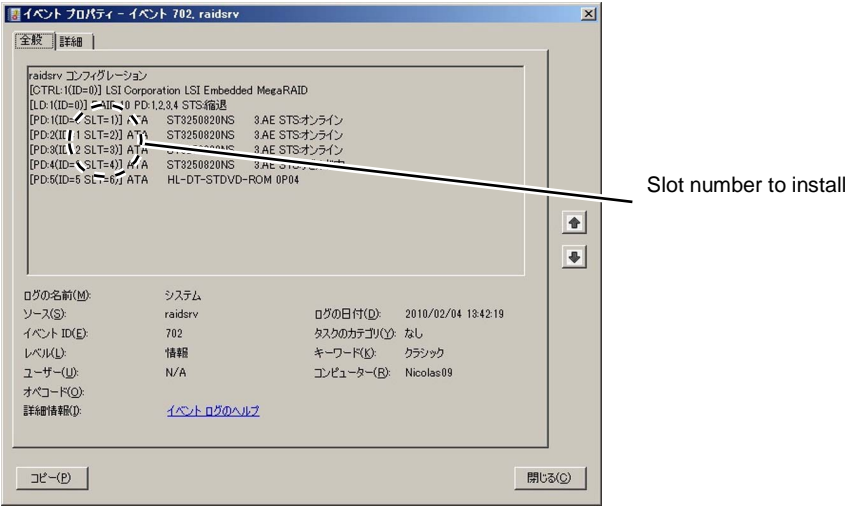 イベント プロパティ - イベント 702, raidsrv
全般
詳細
raidsrv コンフィグレーション
[CTRL:1(ID=0)] LSI Corporation LSI Embedded MegaRAID
[LD:1(ID=0)] RAID 10 PD:1,2,3,4 STS:縮退
[PD:1(ID= SLT=1)] ATA ST3250820NS 3.AE STS:オンライン
[PD:2(ID=1 SLT=2)] ATA ST3250820NS 3.AE STS:オンライン
[PD:3(ID=2 SLT=3)] ATA ST3250820NS 3.AE STS:オンライン
[PD:4(ID= SLT=4)] ATA ST3250820NS 3.AE
[PD:5(ID=5 SLT=6)] ATA HL-DT-STDVD-ROM 0P04
Slot number to install
ログの名前(M): システム
ソース(S): raidsrv ログの日付(D): 2010/02/04 13:42:19
イベント ID(E): 702 タスクのカテゴリ(Y): なし
レベル(L): 情報 キーワード(K): クラシック
ユーザー(U): N/A コンピューター(R): Nicolas09
オペコード(O):
詳細情報(I): イベント ログのヘルプ
コピー(P)
閉じる(C)